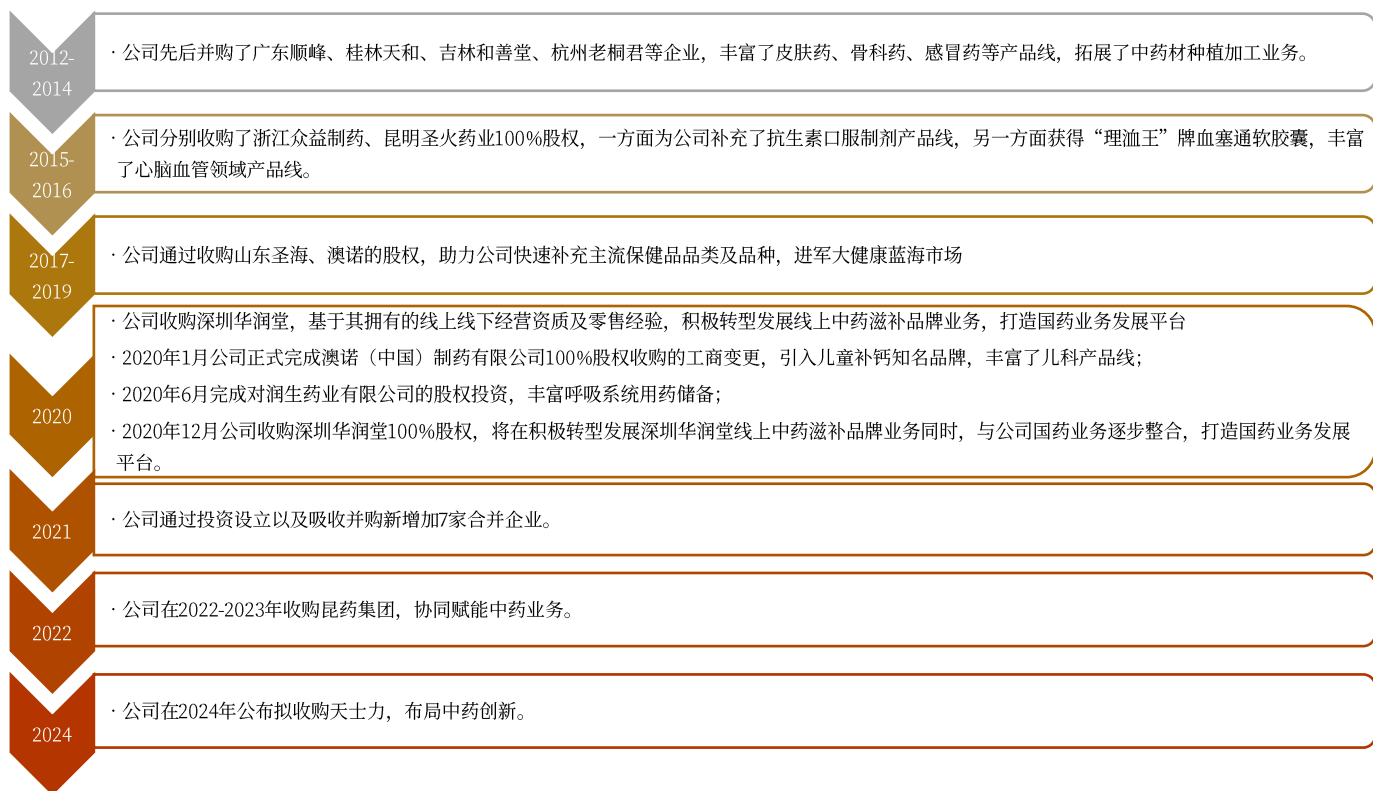 2012-
2014
· 公司先后并购了广东顺峰、桂林天和、吉林和善堂、杭州老桐君等企业，丰富了皮肤药、骨科药、感冒药等产品线，拓展了中药材种植加工业务。
2015-
2016
· 公司分别收购了浙江众益制药、昆明圣火药业100%股权，一方面为公司补充了抗生素口服制剂产品线，另一方面获得“理洫王”牌血塞通软胶囊，丰富
了心脑血管领域产品线。
2017-
2019
· 公司通过收购山东圣海、澳诺的股权，助力公司快速补充主流保健品品类及品种，进军大健康蓝海市场
2020
· 公司收购深圳华润堂，基于其拥有的线上线下经营资质及零售经验，积极转型发展线上中药滋补品牌业务，打造国药业务发展平台
· 2020年1月公司正式完成澳诺（中国）制药有限公司100%股权收购的工商变更，引入儿童补钙知名品牌，丰富了儿科产品线；
· 2020年6月完成对润生药业有限公司的股权投资，丰富呼吸系统用药储备；
· 2020年12月公司收购深圳华润堂100%股权，将在积极转型发展深圳华润堂线上中药滋补品牌业务同时，与公司国药业务逐步整合，打造国药业务发展
平台。
2021
· 公司通过投资设立以及吸收并购新增加7家合并企业。
2022
· 公司在2022-2023年收购昆药集团，协同赋能中药业务。
2024
· 公司在2024年公布拟收购天士力，布局中药创新。